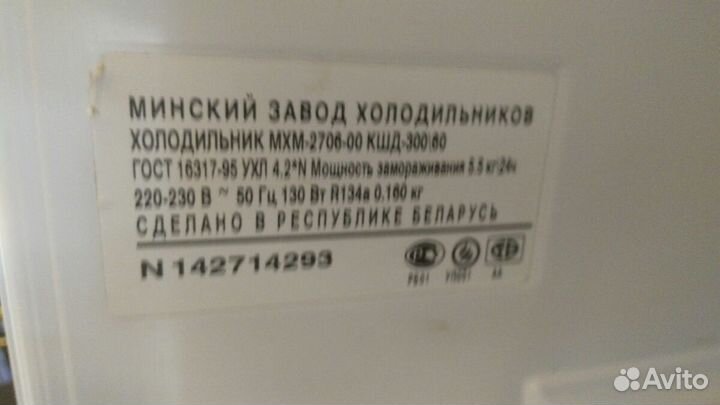 МИНСКИЙ ЗАВОД ХОЛОДИЛЬНИКОВ
ХОЛОДИЛЬНИК МХМ-2706-00 КШД-300/60
ГОСТ 16317-95 УХЛ 4.2*N Мощность замораживания 5.5 кг/24ч
220-230 В ~ 50 Гц 130 Вт R134a 0.160 кг
СДЕЛАНО В РЕСПУБЛИКЕ БЕЛАРУСЬ
N 142714293
АЯ
Avito